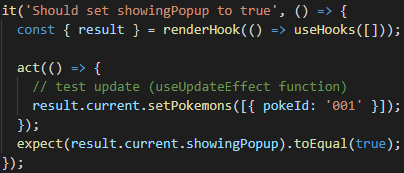 it('Should set showingPopup to true', () => {
const { result } = renderHook(() => useHooks([]));
act(() => {
// test update (useUpdateEffect function)
result.current.setPokemons([{ pokeId: '001' }]);
});
expect(result.current.showingPopup).toEqual(true);
});